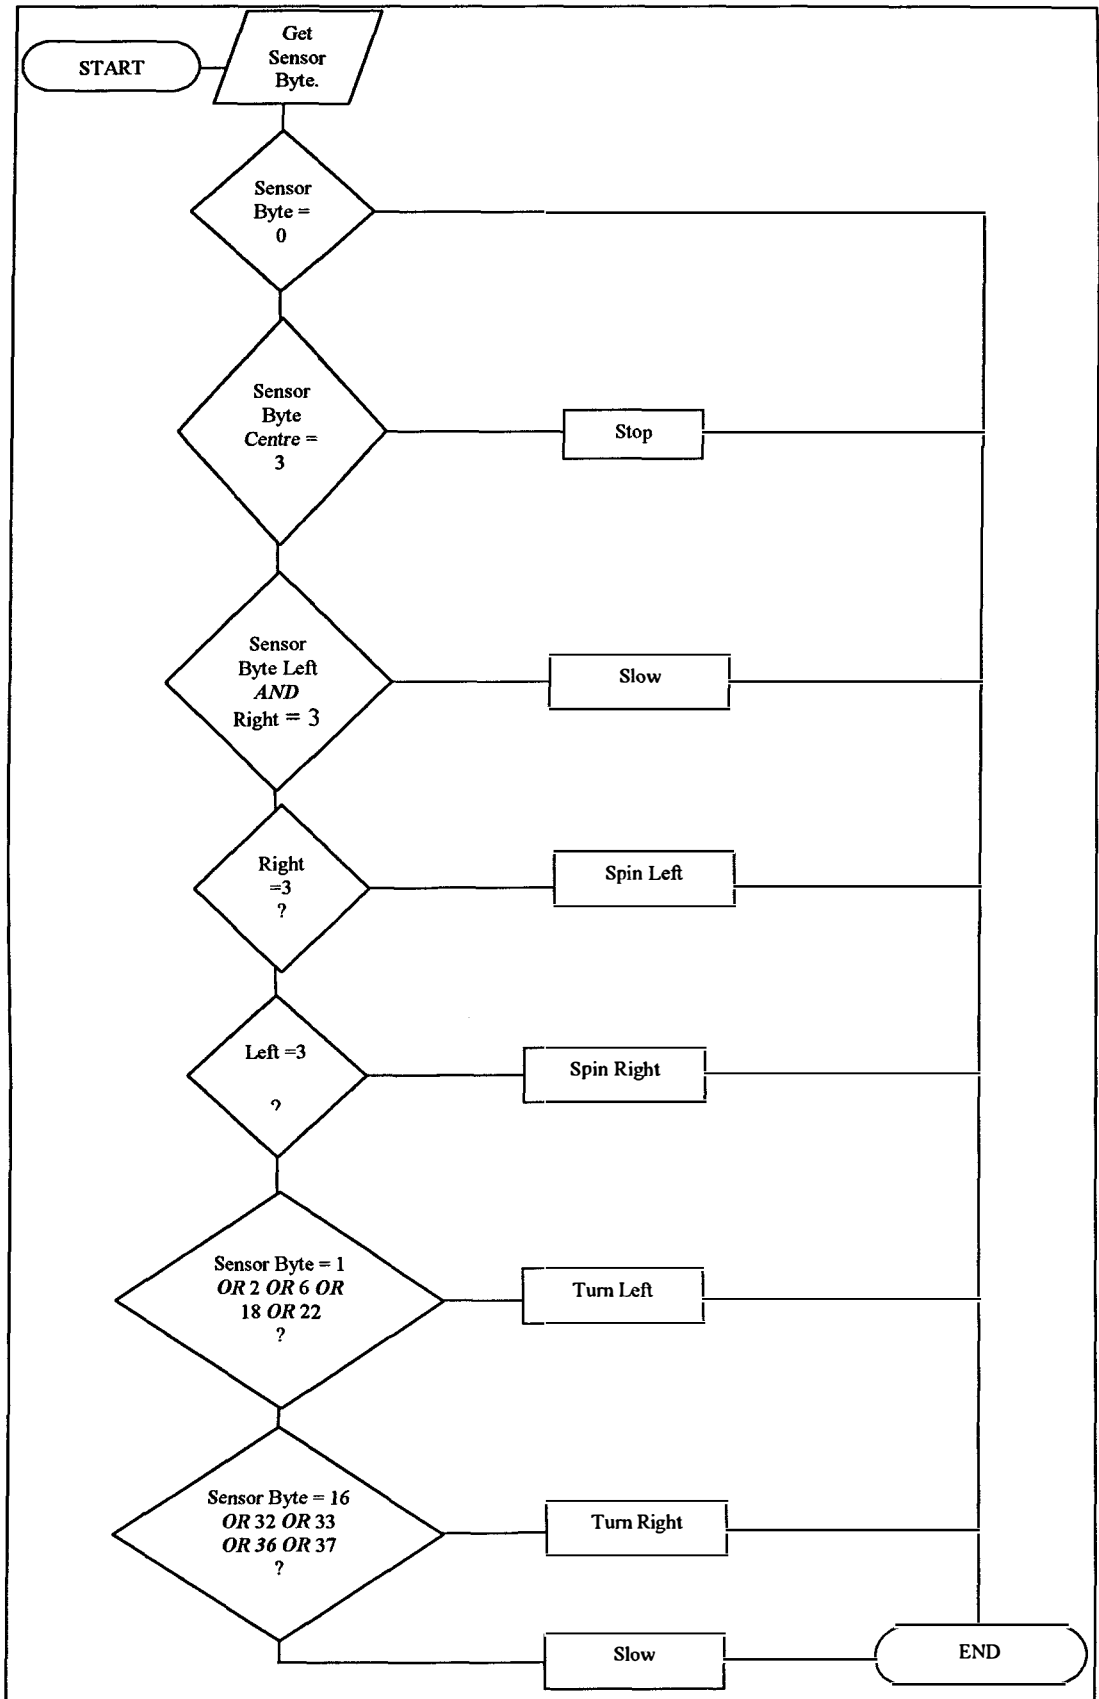 START
Get
Sensor
Byte.
Sensor
Byte =
0
Sensor
Byte
Centre =
3
Stop
Sensor
Byte Left
AND
Right = 3
Slow
Right
=3
?
Spin Left
Left =3
?
Spin Right
Sensor Byte = 1
OR 2 OR 6 OR
18 OR 22
?
Turn Left
Sensor Byte = 16
OR 32 OR 33
OR 36 OR 37
?
Turn Right
Slow
END